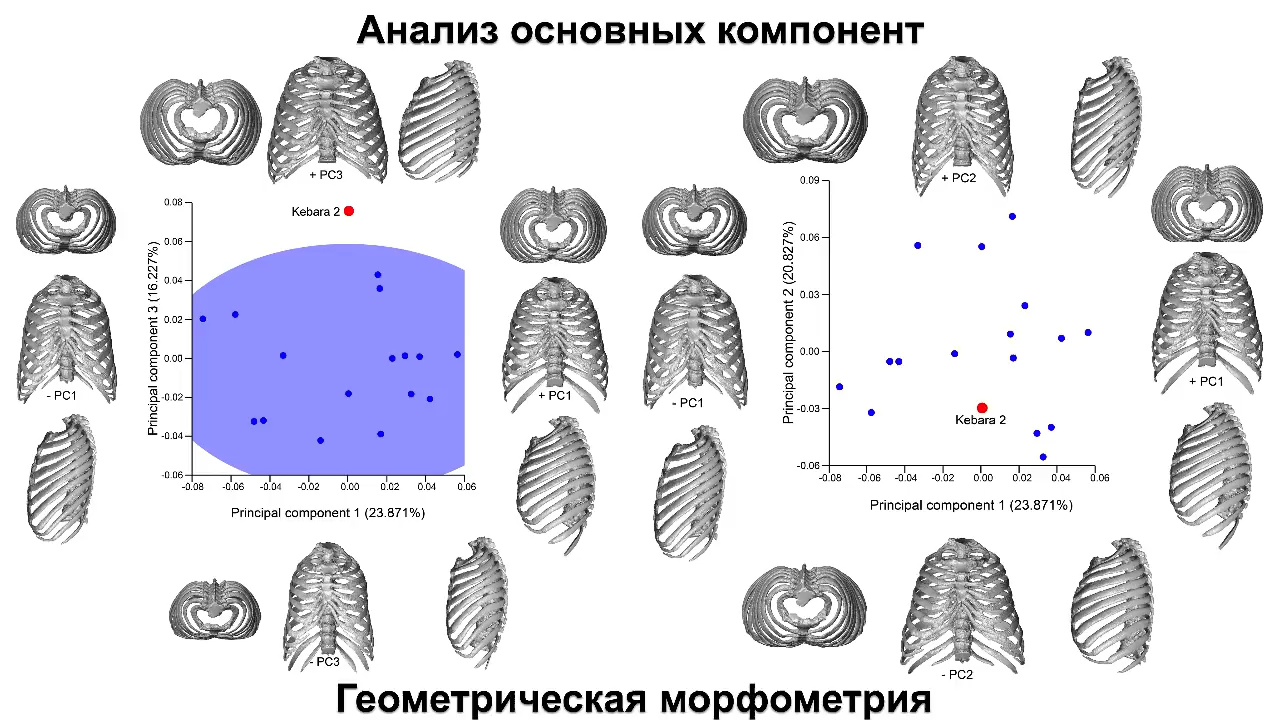 Анализ основных компонент
+ PC3
+ PC2
Kebara 2
Principal component 3 (16.227%)
0.08
0.06
0.04
0.02
0.00
-0.02
-0.04
-0.06
-0.08
-0.06
-0.04
-0.02
0.00
0.02
0.04
0.06
Principal component 1 (23.871%)
- PC1
+ PC1
- PC3
Principal component 2 (20.827%)
0.09
0.06
0.03
0.00
-0.03
-0.06
Kebara 2
-0.08
-0.06
-0.04
-0.02
0.00
0.02
0.04
0.06
Principal component 1 (23.871%)
- PC1
+ PC1
- PC2
Геометрическая морфометрия